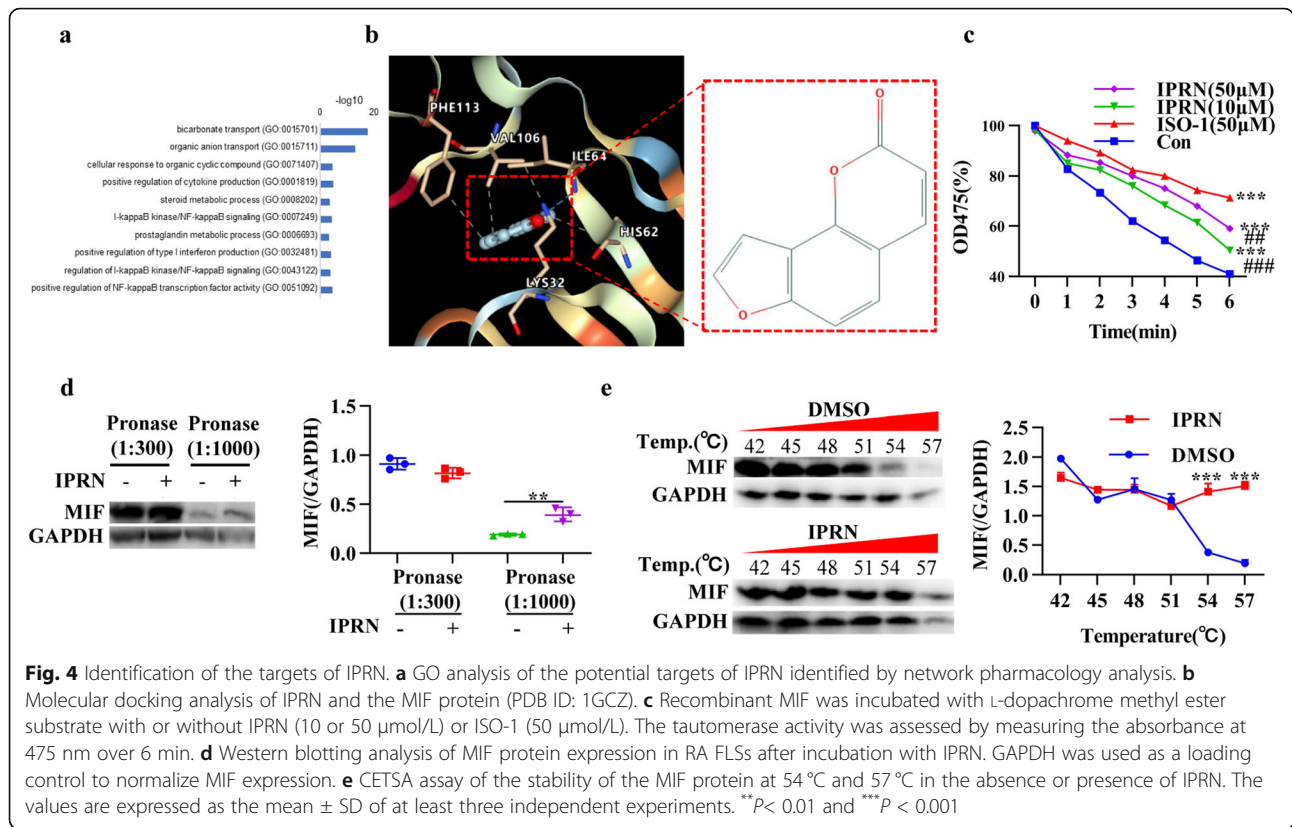 a
-log10
0 20
bicarbonate transport (GO:0015701)
organic anion transport (GO:0015711)
cellular response to organic cyclic compound (GO:0071407)
positive regulation of cytokine production (GO:0001819)
steroid metabolic process (GO:0008202)
I-kappaB kinase/NF-kappaB signaling (GO:0007249)
prostaglandin metabolic process (GO:0006693)
positive regulation of type I interferon production (GO:0032481)
regulation of I-kappaB kinase/NF-kappaB signaling (GO:0043122)
positive regulation of NF-kappaB transcription factor activity (GO:0051092)
b
PHE113
VAL106
ILE64
HIS62
LYS32
O
O
O
c
IPRN(50μM)
IPRN(10μM)
ISO-1(50μM)
Con
OD475(%)
100
80
60
40
***
***
##
***
###
0 1 2 3 4 5 6
Time(min)
d
Pronase Pronase
(1:300) (1:1000)
IPRN - + - +
MIF
GAPDH
MIF(/GAPDH)
1.5
1.0
0.5
0.0
**
Pronase Pronase
(1:300) (1:1000)
IPRN - + - +
e
DMSO
Temp.(°C) 42 45 48 51 54 57
MIF
GAPDH
IPRN
Temp.(°C) 42 45 48 51 54 57
MIF
GAPDH
IPRN
DMSO
MIF(/GAPDH)
2.5
2.0
1.5
1.0
0.5
0.0
*** ***
42 45 48 51 54 57
Temperature(°C)
Fig. 4 Identification of the targets of IPRN. a GO analysis of the potential targets of IPRN identified by network pharmacology analysis. b
Molecular docking analysis of IPRN and the MIF protein (PDB ID: 1GCZ). c Recombinant MIF was incubated with L-dopachrome methyl ester
substrate with or without IPRN (10 or 50 μmol/L) or ISO-1 (50 μmol/L). The tautomerase activity was assessed by measuring the absorbance at
475 nm over 6 min. d Western blotting analysis of MIF protein expression in RA FLSs after incubation with IPRN. GAPDH was used as a loading
control to normalize MIF expression. e CETSA assay of the stability of the MIF protein at 54 °C and 57 °C in the absence or presence of IPRN. The
values are expressed as the mean ± SD of at least three independent experiments. **P< 0.01 and ***P < 0.001